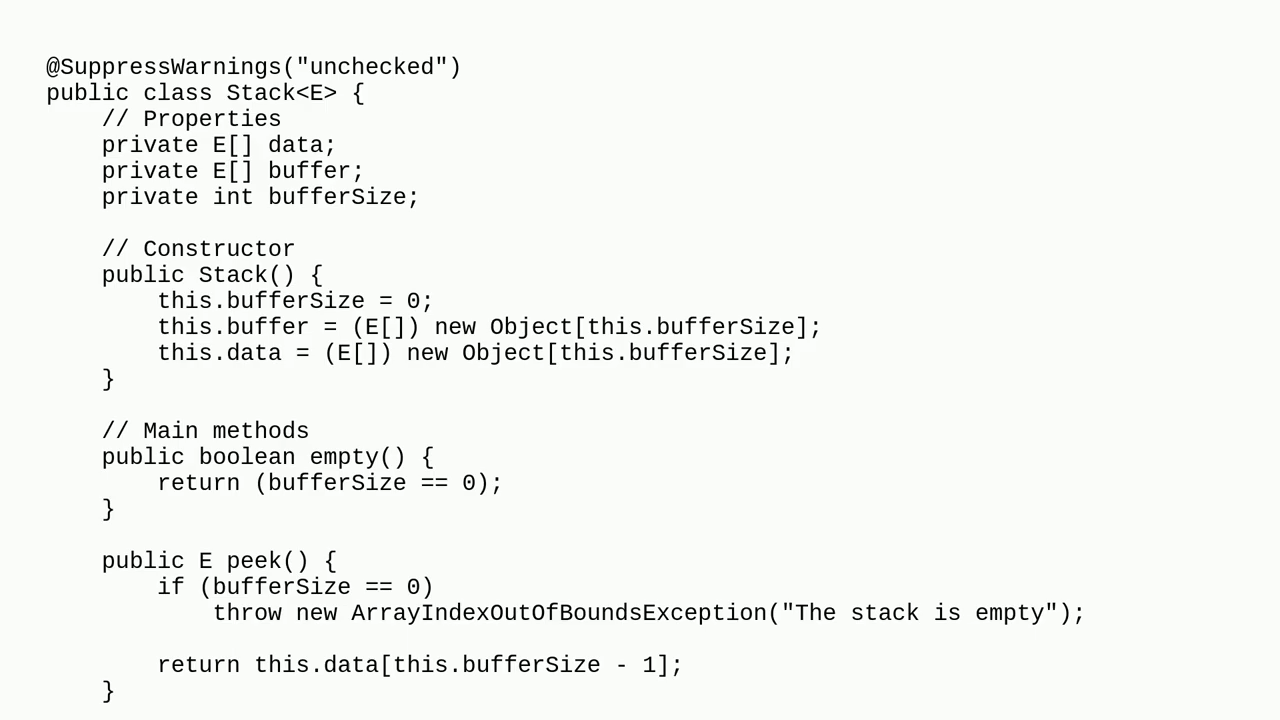 @SuppressWarnings("unchecked")
public class Stack<E> {
    // Properties
    private E[] data;
    private E[] buffer;
    private int bufferSize;

    // Constructor
    public Stack() {
        this.bufferSize = 0;
        this.buffer = (E[]) new Object[this.bufferSize];
        this.data = (E[]) new Object[this.bufferSize];
    }

    // Main methods
    public boolean empty() {
        return (bufferSize == 0);
    }

    public E peek() {
        if (bufferSize == 0)
            throw new ArrayIndexOutOfBoundsException("The stack is empty");

        return this.data[this.bufferSize - 1];
    }